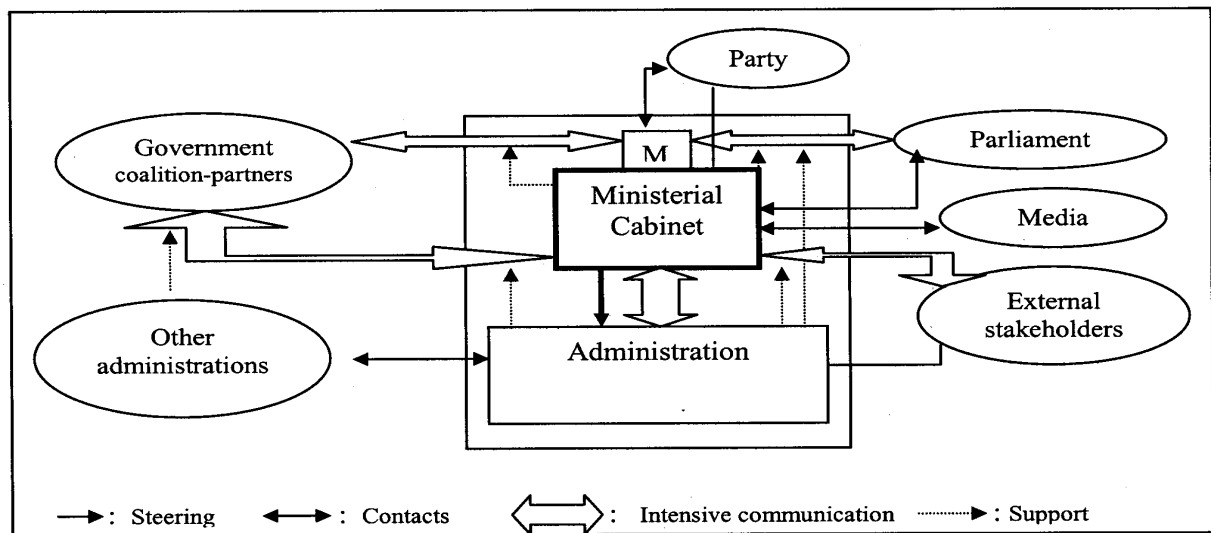 Party
Government
coalition-partners
M
Parliament
Ministerial
Cabinet
Media
External
stakeholders
Other
administrations
Administration
: Steering
: Contacts
: Intensive communication
: Support